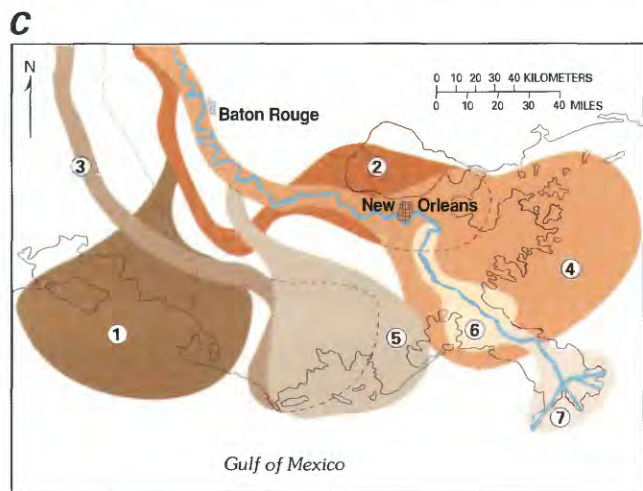 C
N
0 10 20 30 40 KILOMETERS
0 10 20 30 40 MILES
Baton Rouge
3
2
New Orleans
4
1
5
6
7
Gulf of Mexico